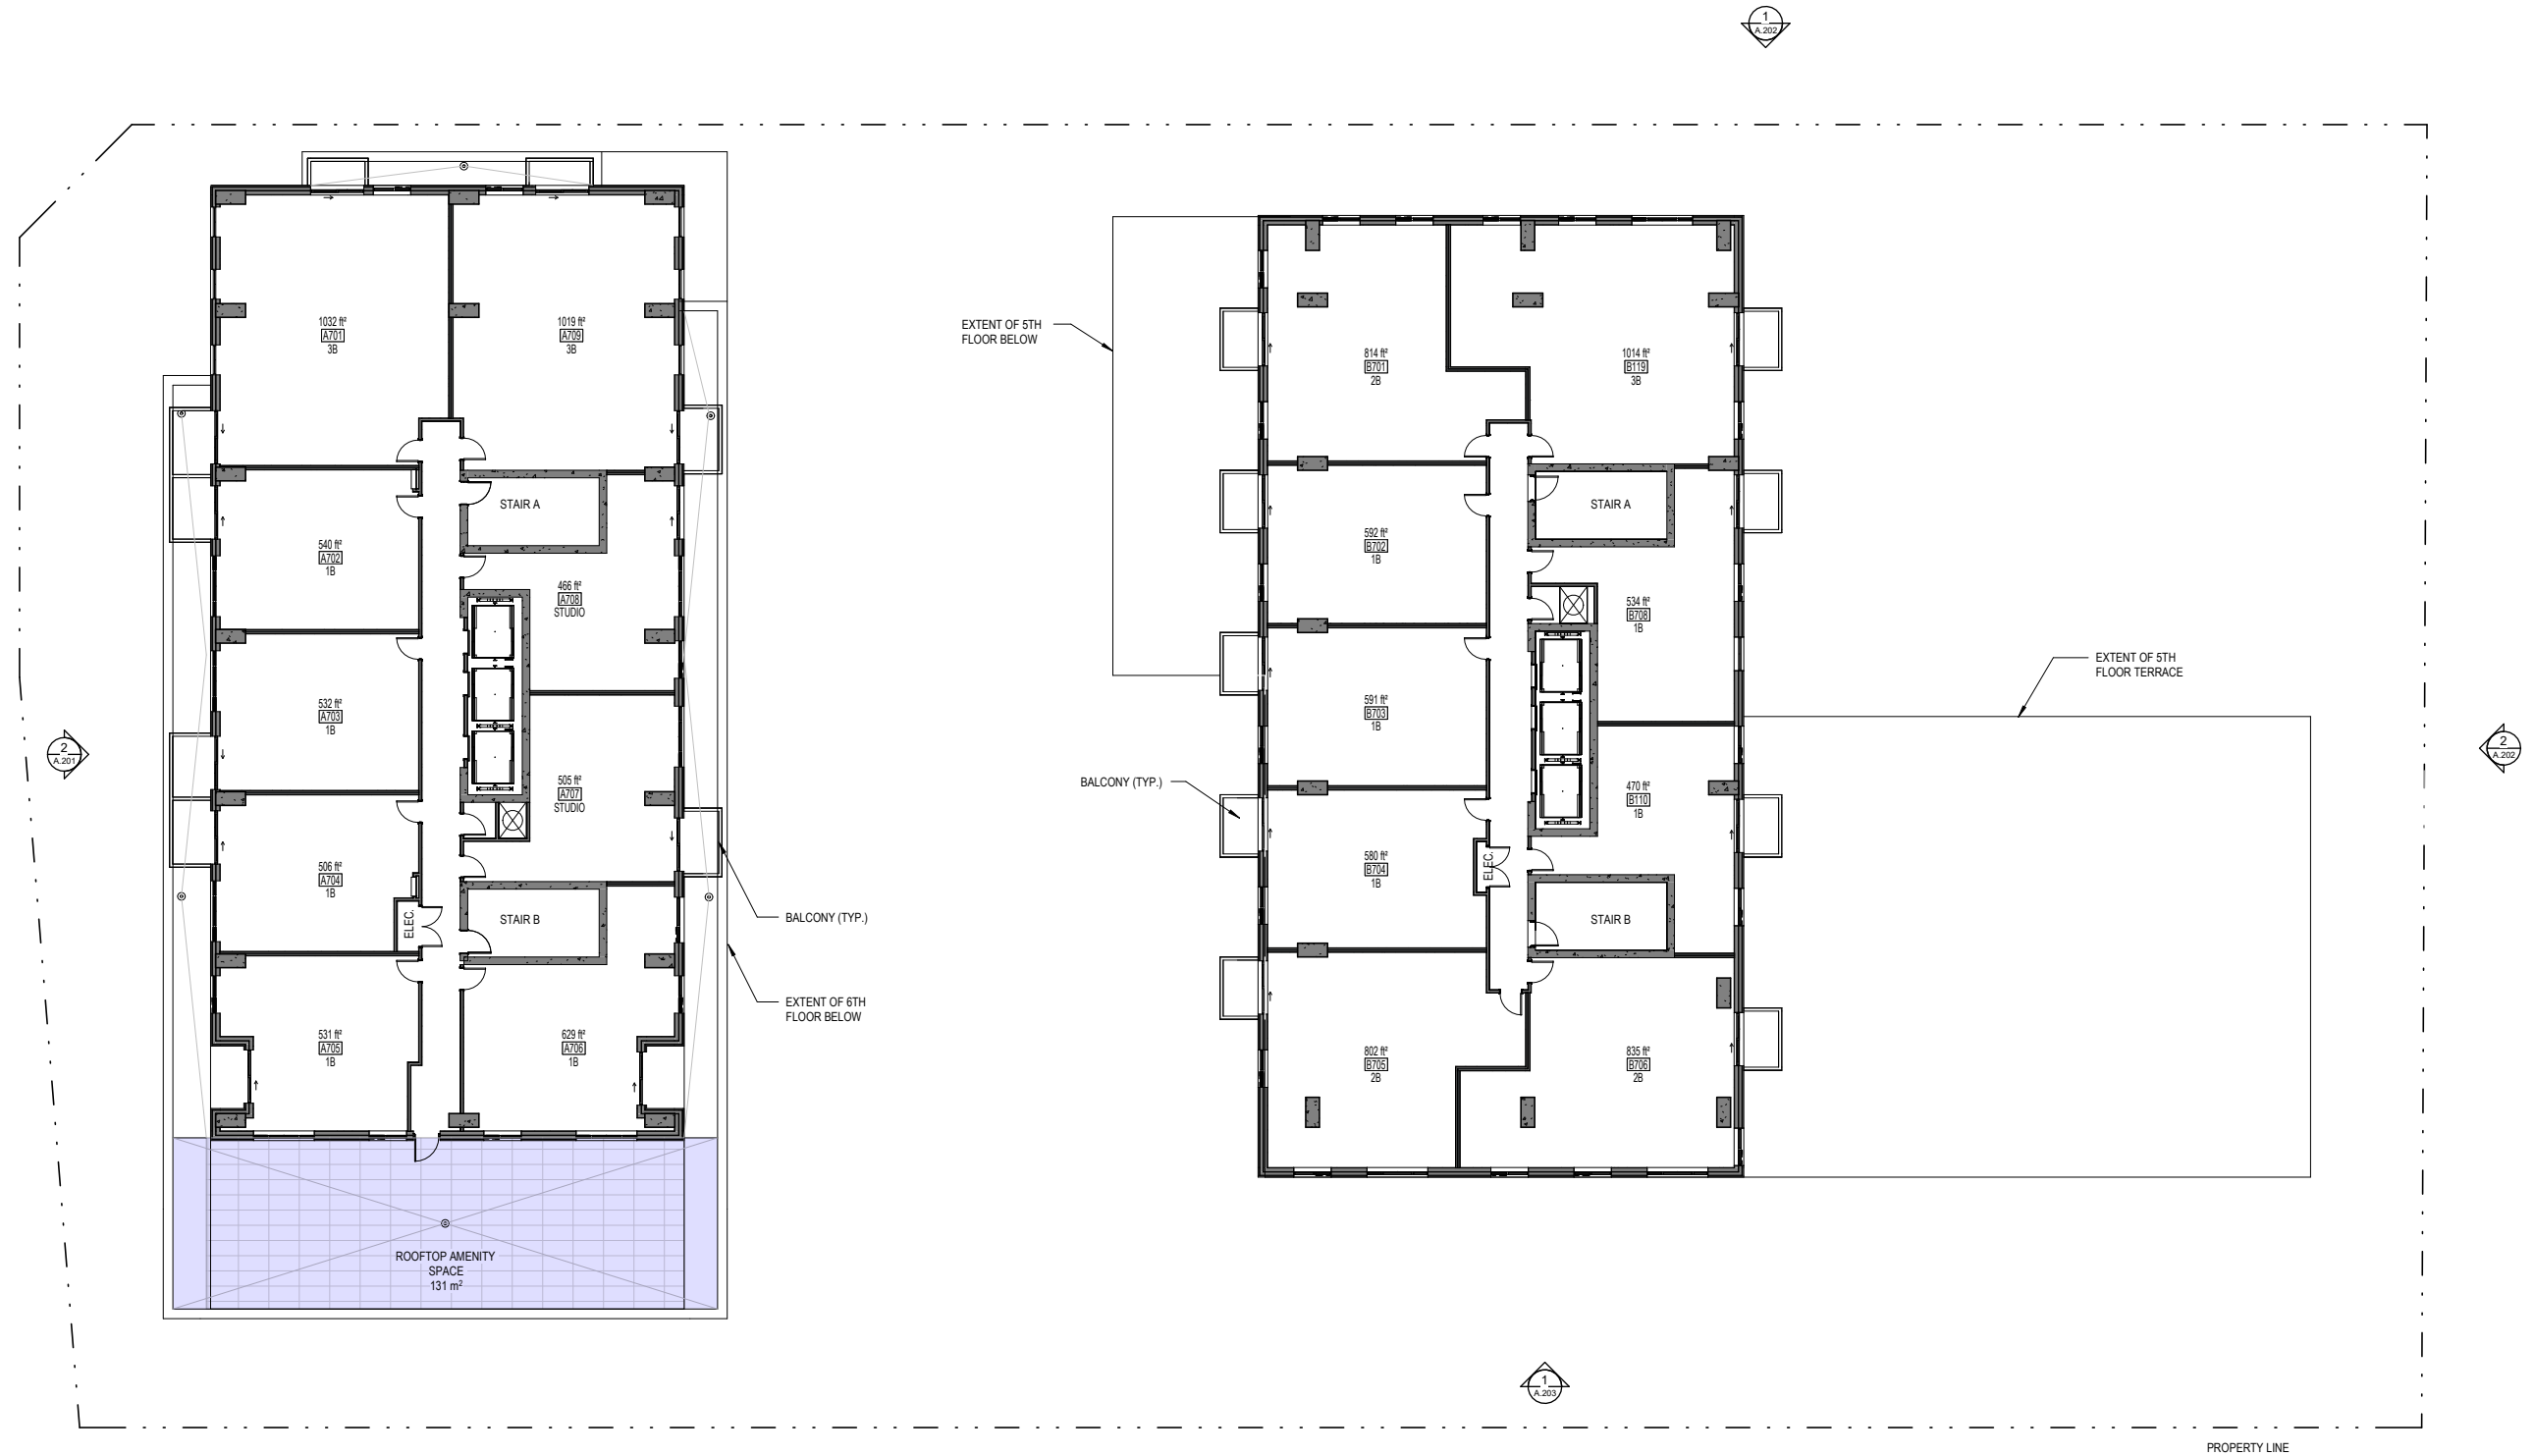 1
A.202
1032 ft²
A701
3B
1019 ft²
A709
3B
EXTENT OF 5TH
FLOOR BELOW
814 ft²
B701
2B
1014 ft²
B119
3B
STAIR A
STAIR A
540 ft²
A702
1B
592 ft²
B702
1B
466 ft²
A708
STUDIO
534 ft²
B708
1B
EXTENT OF 5TH
FLOOR TERRACE
532 ft²
A703
1B
591 ft²
B703
1B
2
A.201
2
A.202
505 ft²
A707
STUDIO
BALCONY (TYP.)
470 ft²
B110
1B
506 ft²
A704
1B
580 ft²
B704
1B
ELEC.
ELEC.
STAIR B
BALCONY (TYP.)
STAIR B
EXTENT OF 6TH
FLOOR BELOW
531 ft²
A705
1B
629 ft²
A706
1B
802 ft²
B705
2B
835 ft²
B706
2B
ROOFTOP AMENITY
SPACE
131 m²
1
A.203
PROPERTY LINE